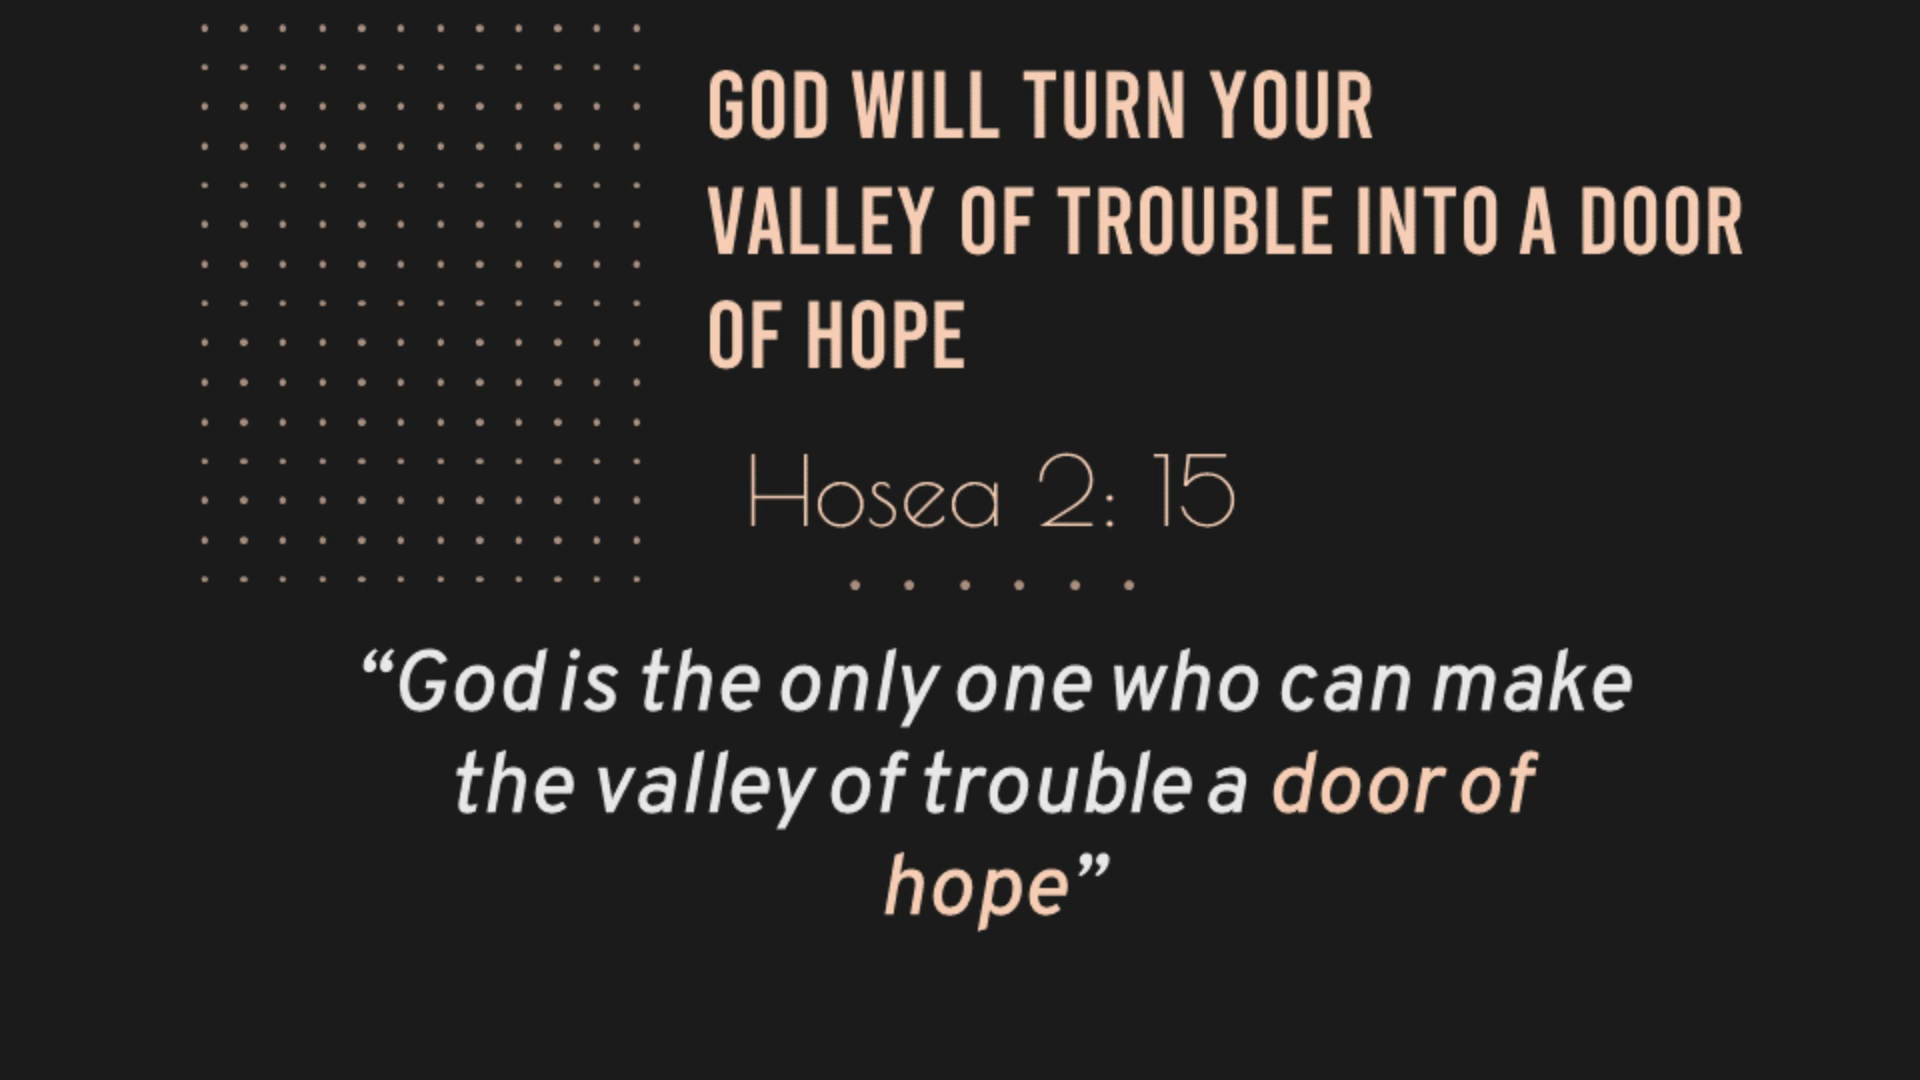 GOD WILL TURN YOUR
VALLEY OF TROUBLE INTO A DOOR
OF HOPE
Hosea 2: 15
“God is the only one who can make
the valley of trouble a door of
hope”